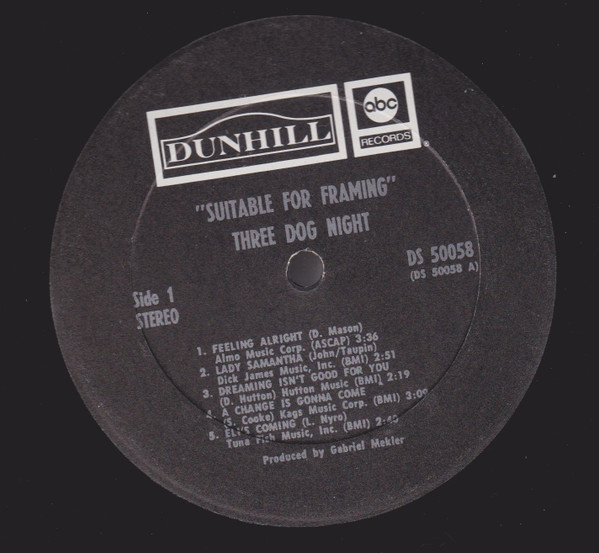 DUNHILL
abc
RECORDS
®
"SUITABLE FOR FRAMING"
THREE DOG NIGHT
DS 50058
(DS 50058 A)
Side 1
STEREO
1. FEELING ALRIGHT (D. Mason)
Almo Music Corp. (ASCAP) 3:36
2. LADY SAMANTHA (John/Taupin)
Dick James Music, Inc. (BMI) 2:51
3. DREAMING ISN'T GOOD FOR YOU
(D. Hutton) Hutton Music (BMI) 2:19
4. A CHANGE IS GONNA COME
(S. Cooke) Kags Music Corp. (BMI) 3:09
5. ELI'S COMING (L. Nyro)
Tuna Fish Music, Inc. (BMI)
Produced by Gabriel Mekler